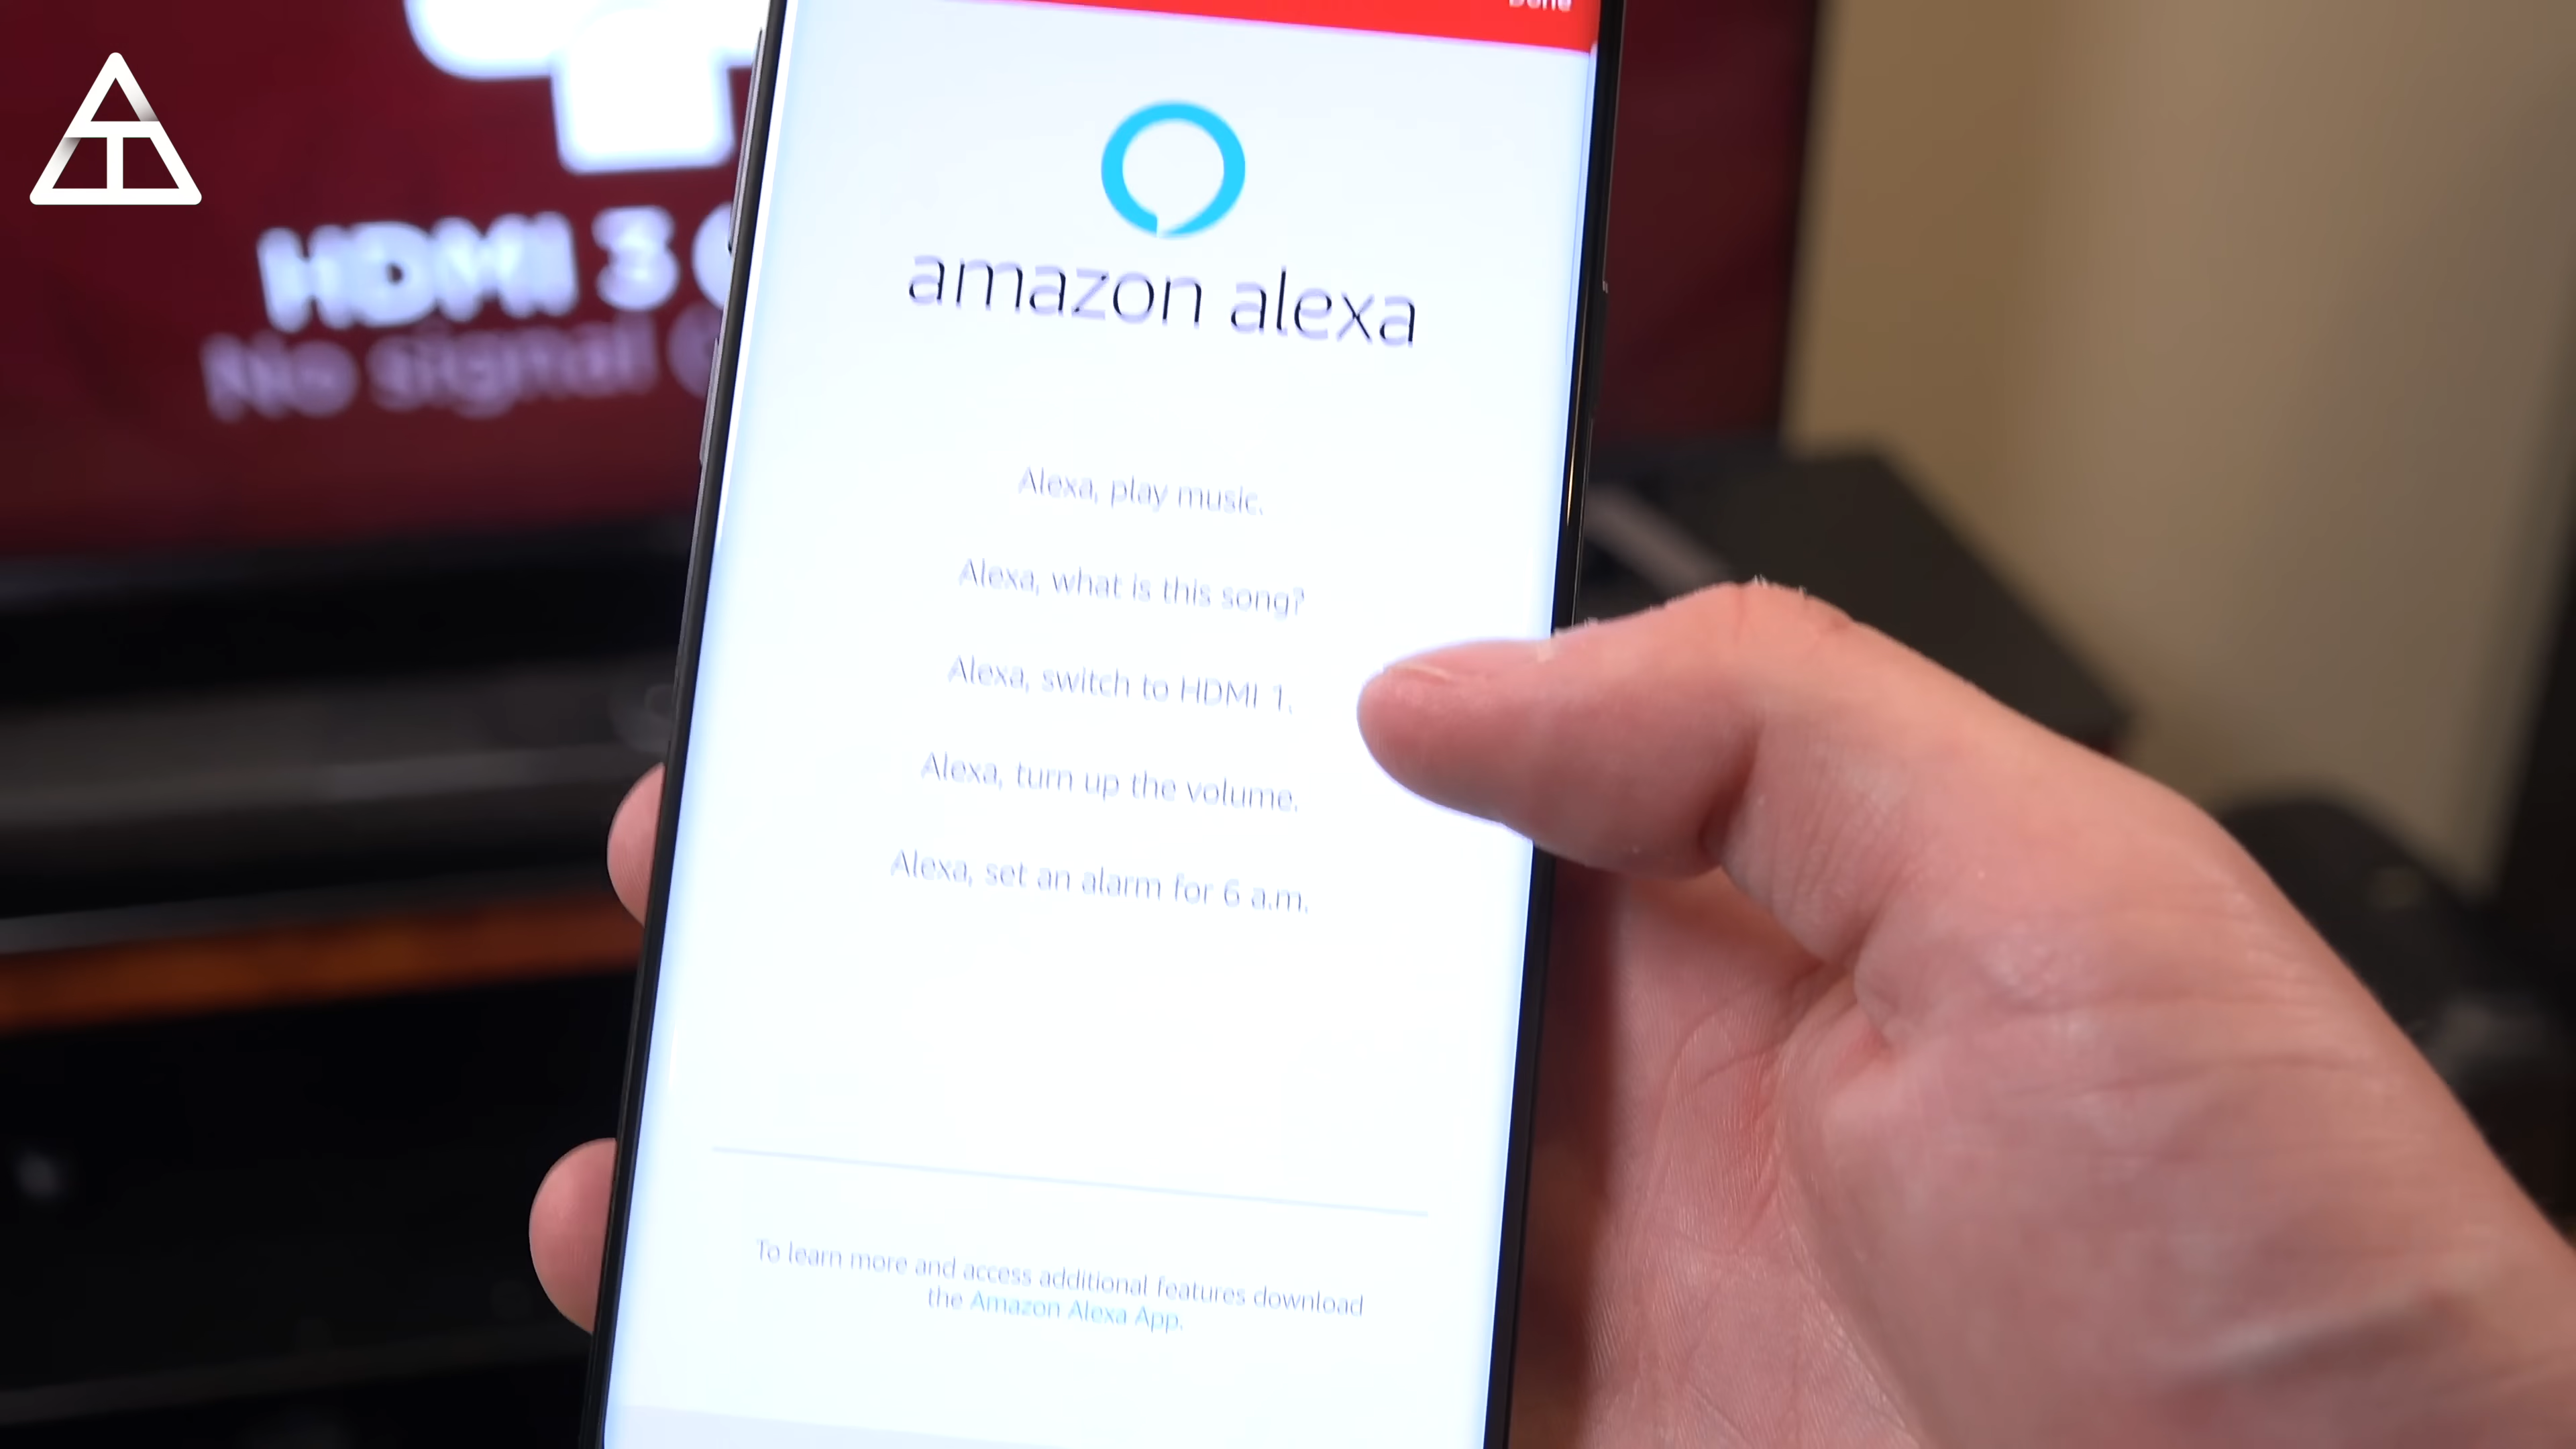 Done
HDMI 3
No signal
amazon alexa
Alexa, play music.
Alexa, what is this song?
Alexa, switch to HDMI 1.
Alexa, turn up the volume.
Alexa, set an alarm for 6 a.m.
To learn more and access additional features download
the Amazon Alexa App.